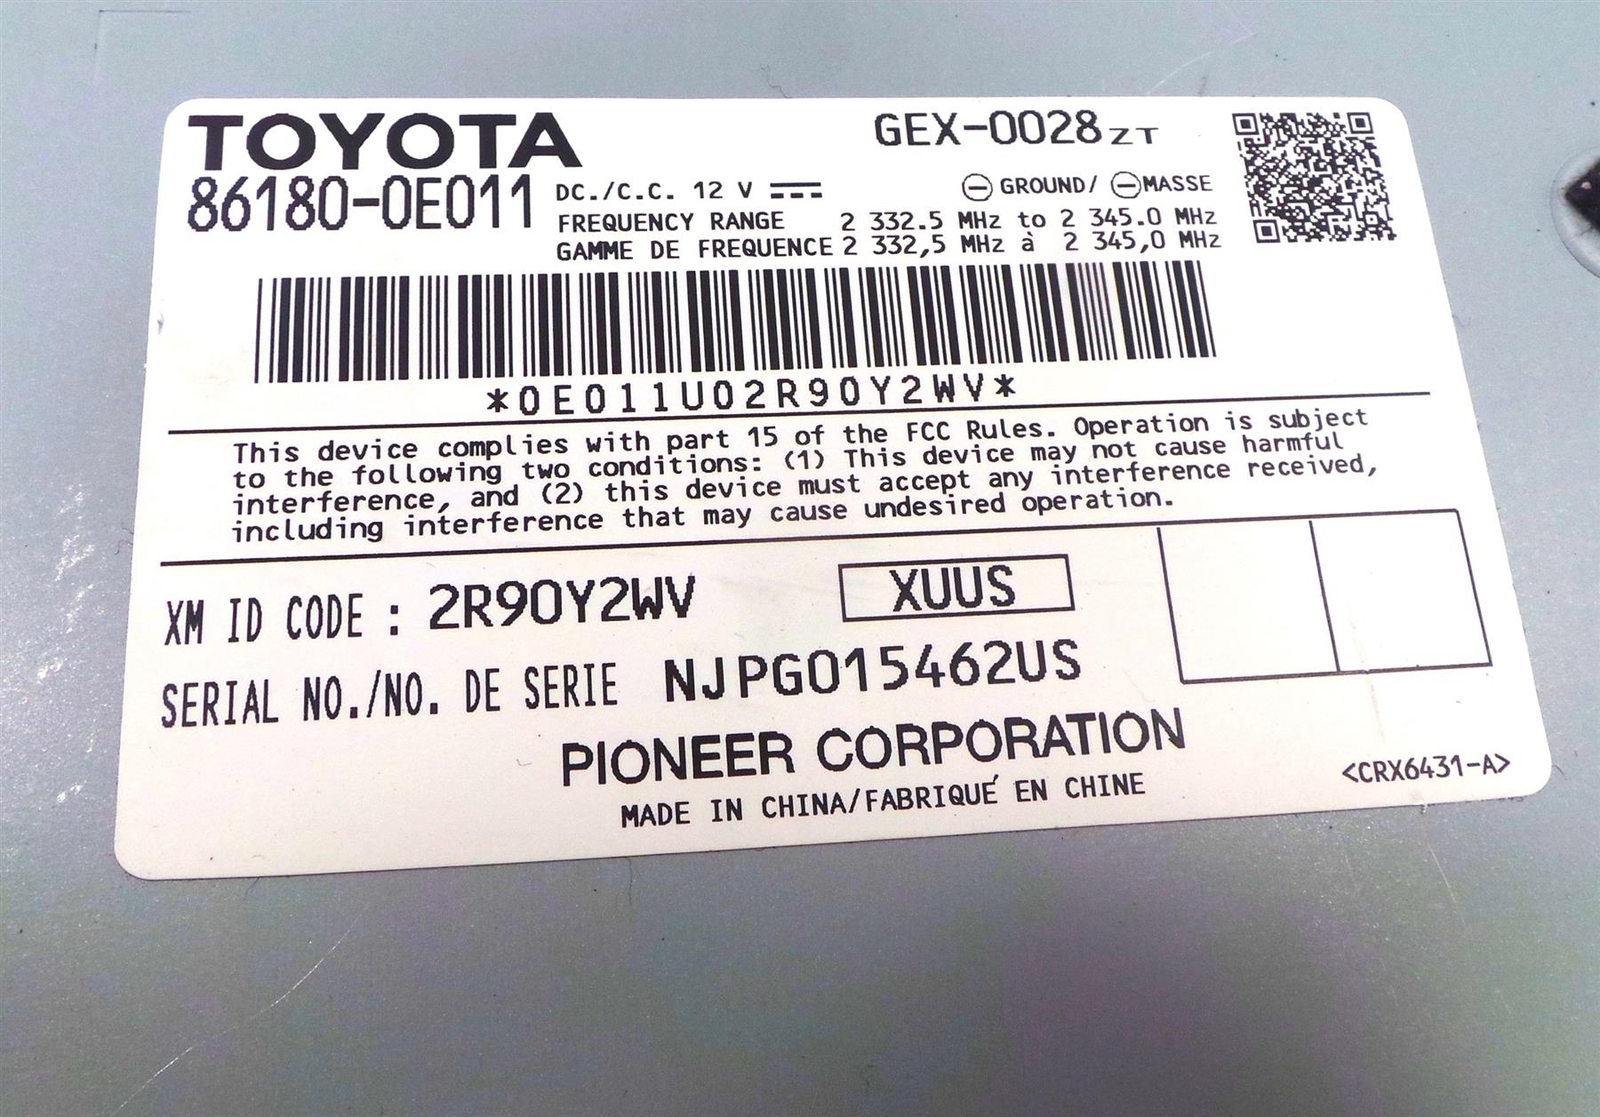 TOYOTA
GEX-0028ZT
86180-0E011
DC./C.C. 12 V
⊖ GROUND/ ⊖MASSE
FREQUENCY RANGE 2 332.5 MHz to 2 345.0 MHz
GAMME DE FREQUENCE 2 332,5 MHz à 2 345,0 MHz
*0E011U02R90Y2WV*
This device complies with part 15 of the FCC Rules. Operation is subject
to the following two conditions: (1) This device may not cause harmful
interference, and (2) this device must accept any interference received,
including interference that may cause undesired operation.
XM ID CODE : 2R90Y2WV
XUUS
SERIAL NO./NO. DE SERIE NJPG015462US
PIONEER CORPORATION
MADE IN CHINA/FABRIQUÉ EN CHINE
<CRX6431-A>